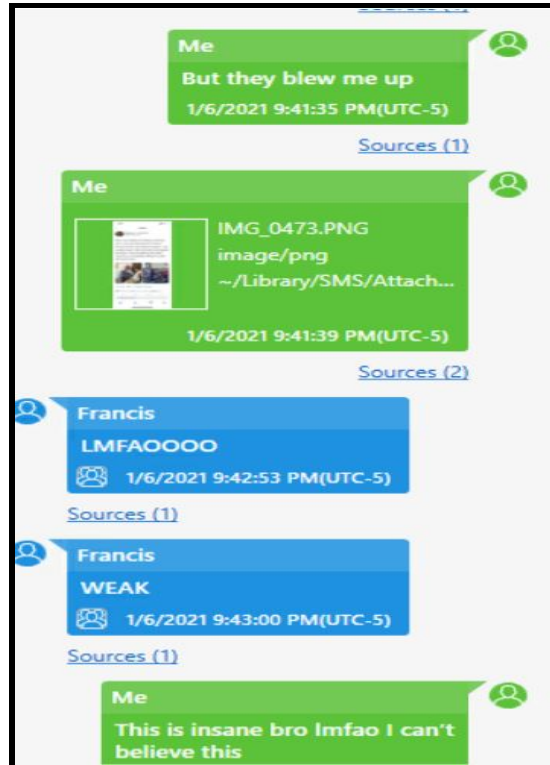 Me
But they blew me up
1/6/2021 9:41:35 PM(UTC-5)
Sources (1)
Me
IMG_0473.PNG
image/png
~/Library/SMS/Attach...
1/6/2021 9:41:39 PM(UTC-5)
Sources (2)
Francis
LMFAOOOO
1/6/2021 9:42:53 PM(UTC-5)
Sources (1)
Francis
WEAK
1/6/2021 9:43:00 PM(UTC-5)
Sources (1)
Me
This is insane bro lmfao I can't
believe this